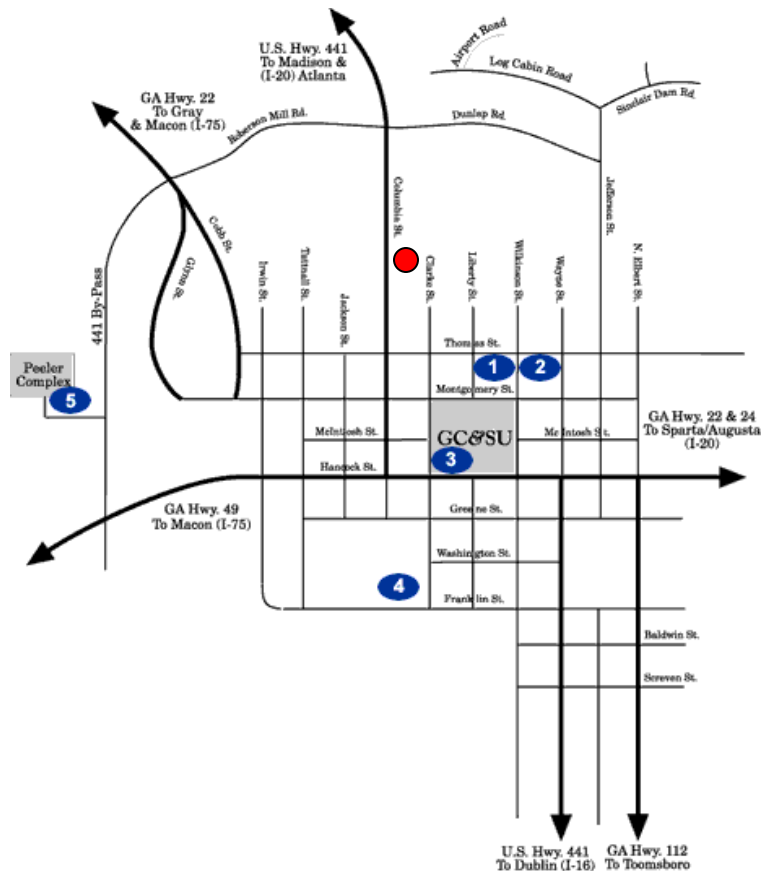 U.S. Hwy. 441
To Madison &
(I-20) Atlanta
Airport Road
Log Cabin Road
Sinclair Dam Rd.
GA Hwy. 22
To Gray
& Macon (I-75)
Roberson Mill Rd.
Dunlap Rd.
Columbia St.
Jefferson St.
Cobb St.
Glynn St.
441 By-Pass
Irwin St.
Tattnall St.
Jackson St.
Clarke St.
Liberty St.
Wilkinson St.
Wayne St.
N. Elbert St.
Thomas St.
1
2
Peeler
Complex
5
Montgomery St.
GC&SU
McIntosh St.
McIntosh St.
GA Hwy. 22 & 24
To Sparta/Augusta
(I-20)
3
Hancock St.
GA Hwy. 49
To Macon (I-75)
Greene St.
Washington St.
4
Franklin St.
Baldwin St.
Screven St.
U.S. Hwy. 441
To Dublin (I-16)
GA Hwy. 112
To Toomsboro